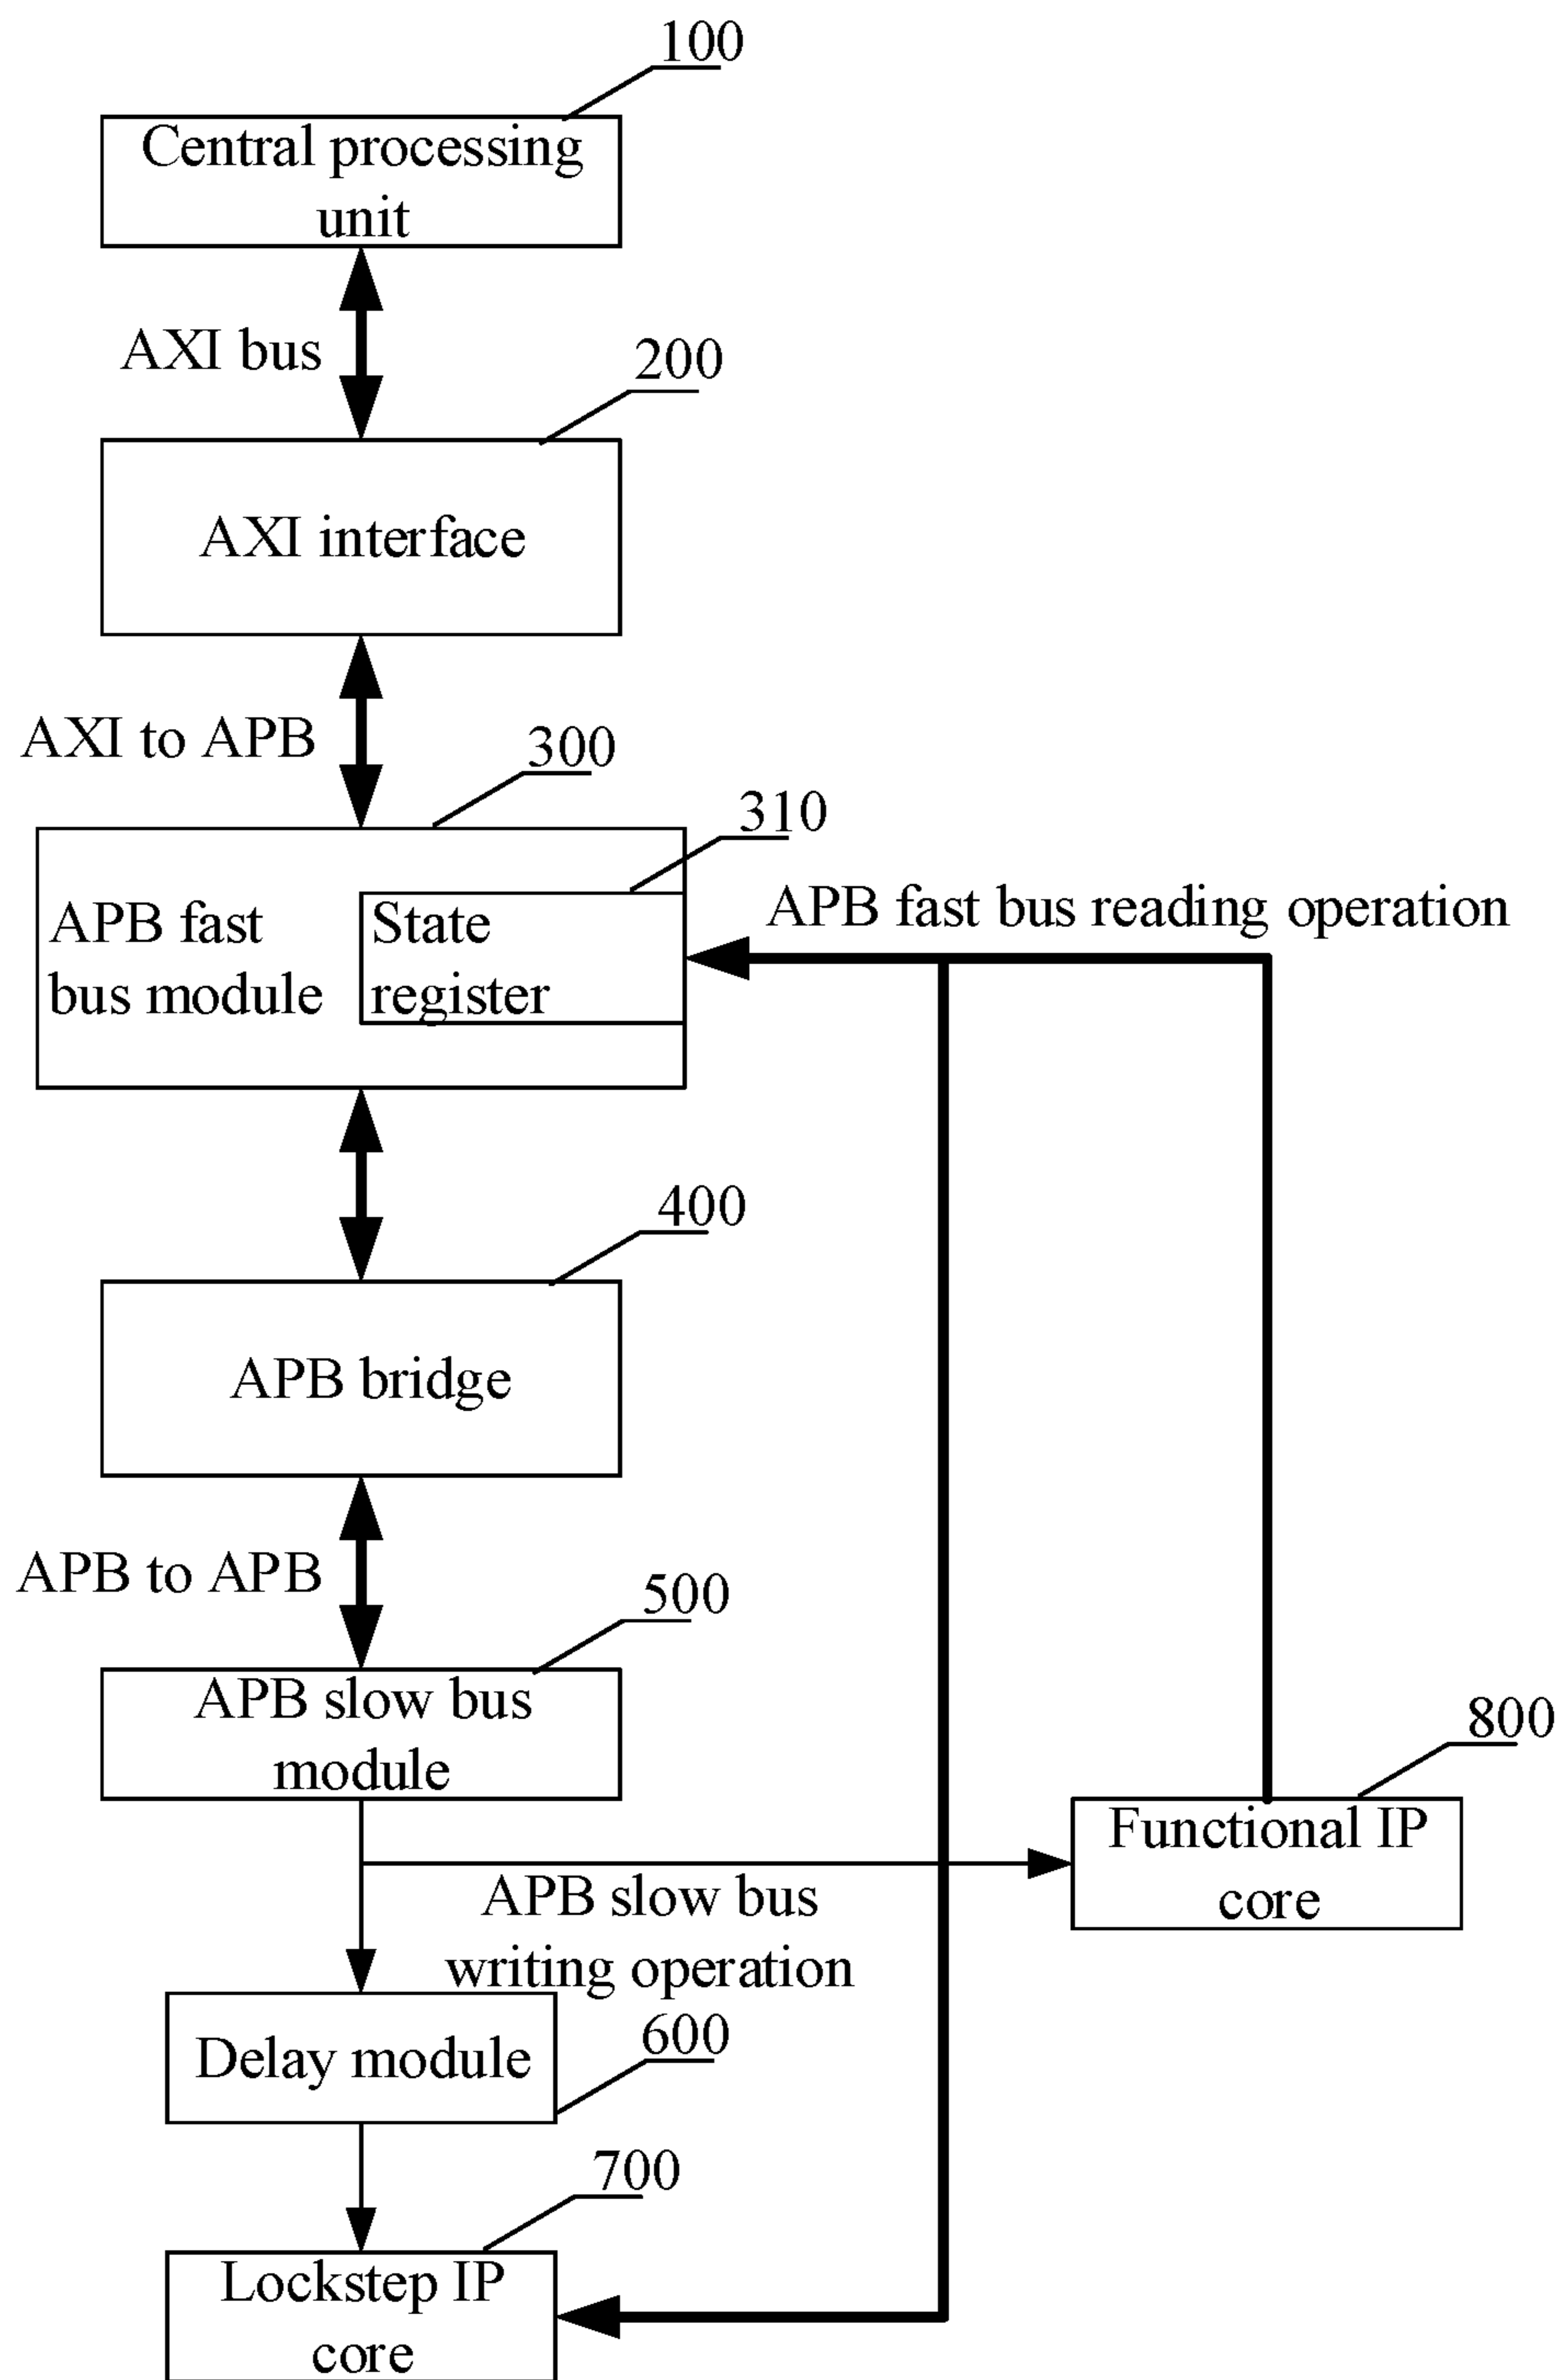 100
Central processing
unit
AXI bus
200
AXI interface
AXI to APB
300
310
APB fast
bus module
State
register
APB fast bus reading operation
400
APB bridge
APB to APB
500
APB slow bus
module
800
Functional IP
core
APB slow bus
writing operation
Delay module
600
700
Lockstep IP
core